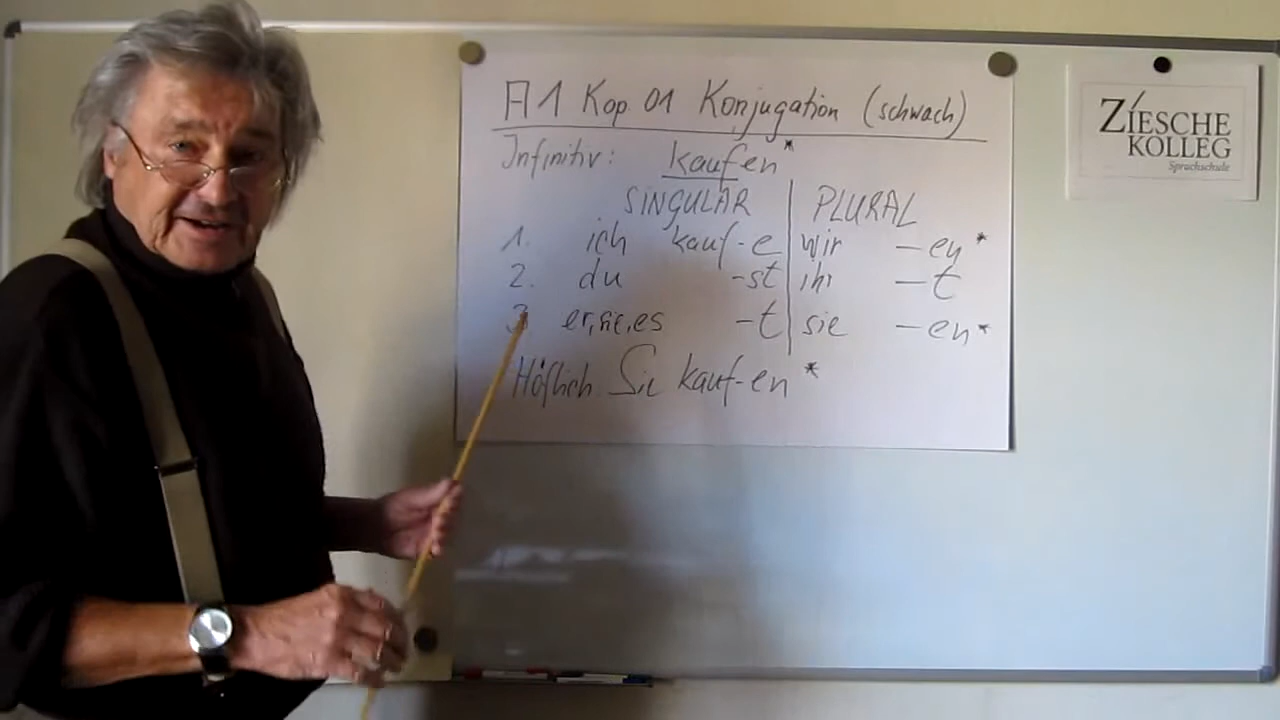 A1 Kap 01 Konjugation (schwach)
Infinitiv: kaufen*
SINGULAR | PLURAL
1. ich kauf-e | wir -en*
2. du -st | ihr -t
3 er, sie, es -t | sie -en*
Höflich Sie kauf-en*
ZIESCHE
KOLLEG
Sprachschule